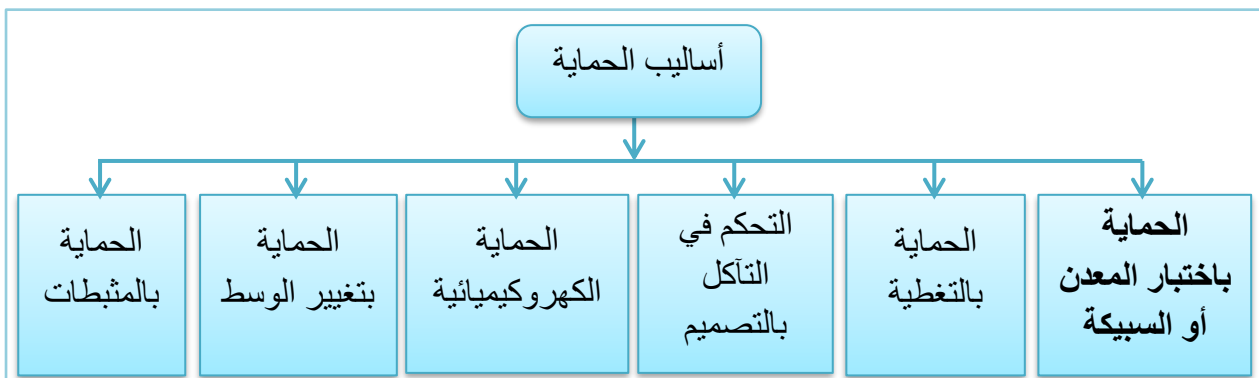 أساليب الحماية
الحماية
باختبار المعدن
أو السبيكة
الحماية
بالتغطية
التحكم في
التآكل
بالتصميم
الحماية
الكهروكيميائية
الحماية
بتغيير الوسط
الحماية
بالمثبطات